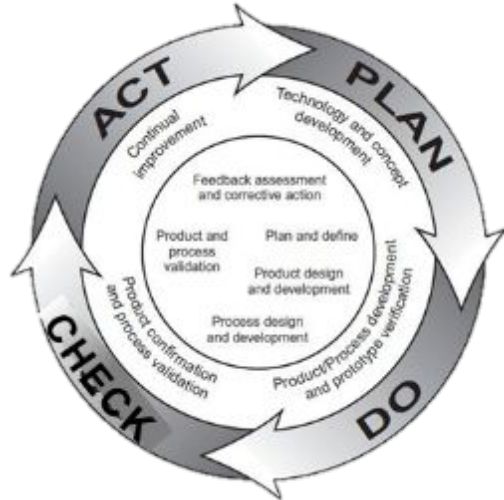 ACT
PLAN
DO
CHECK
Continual
improvement
Technology and concept
development
Product/Process development
and prototype verification
Product confirmation
and process validation
Feedback assessment
and corrective action
Product and
process
validation
Plan and define
Product design
and development
Process design
and development